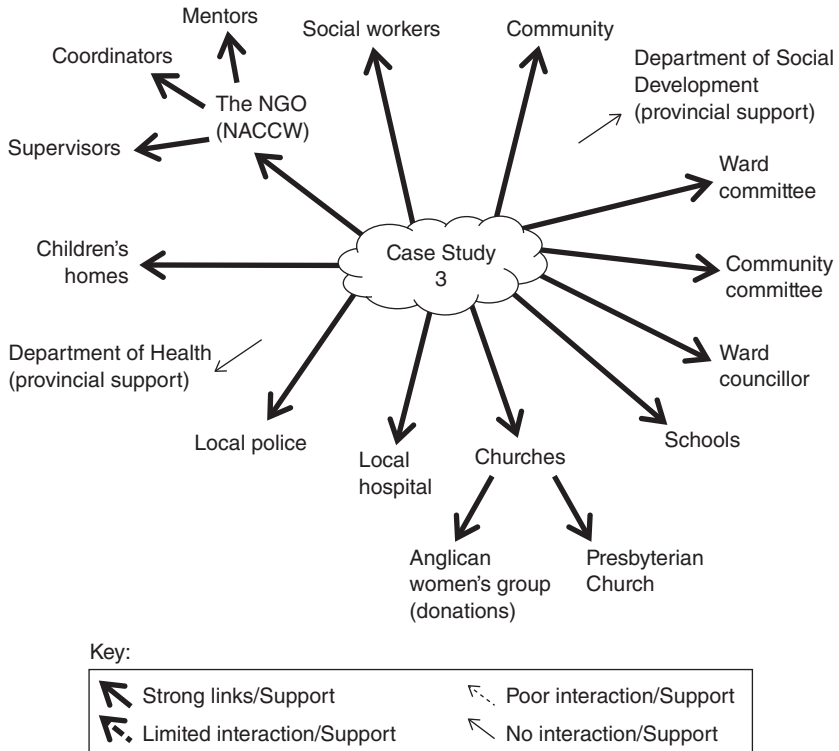 Mentors
Social workers
Community
Coordinators
Department of Social
Development
(provincial support)
The NGO
(NACCW)
Supervisors
Ward
committee
Children's
homes
Case Study
3
Community
committee
Department of Health
(provincial support)
Ward
councillor
Local police
Local
hospital
Churches
Schools
Anglican
women's group
(donations)
Presbyterian
Church
Key:
Strong links/Support
Poor interaction/Support
Limited interaction/Support
No interaction/Support